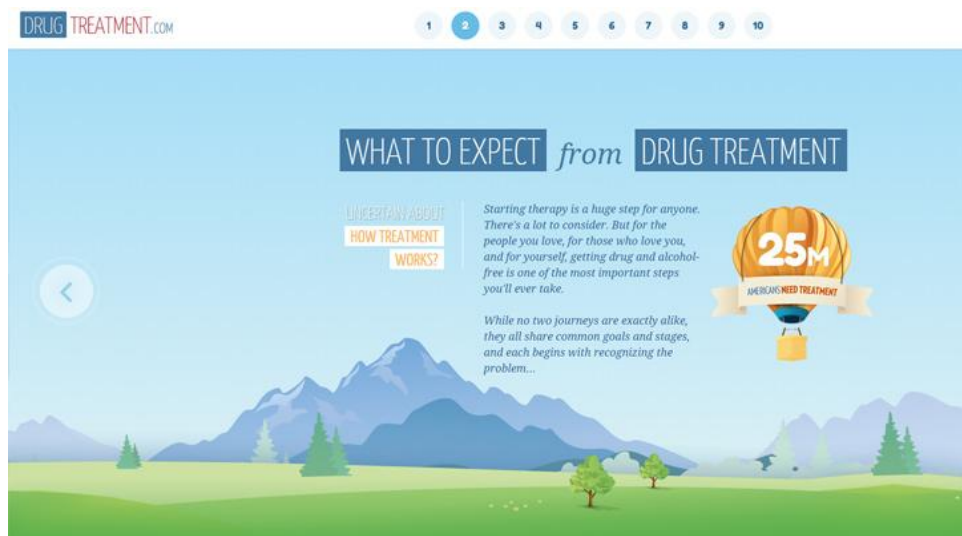 DRUG TREATMENT.COM
1 2 3 4 5 6 7 8 9 10
WHAT TO EXPECT from DRUG TREATMENT
UNCERTAIN ABOUT
HOW TREATMENT
WORKS?
Starting therapy is a huge step for anyone.
There's a lot to consider. But for the
people you love, for those who love you,
and for yourself, getting drug and alcohol-
free is one of the most important steps
you'll ever take.
While no two journeys are exactly alike,
they all share common goals and stages,
and each begins with recognizing the
problem...
25M
AMERICANS NEED TREATMENT